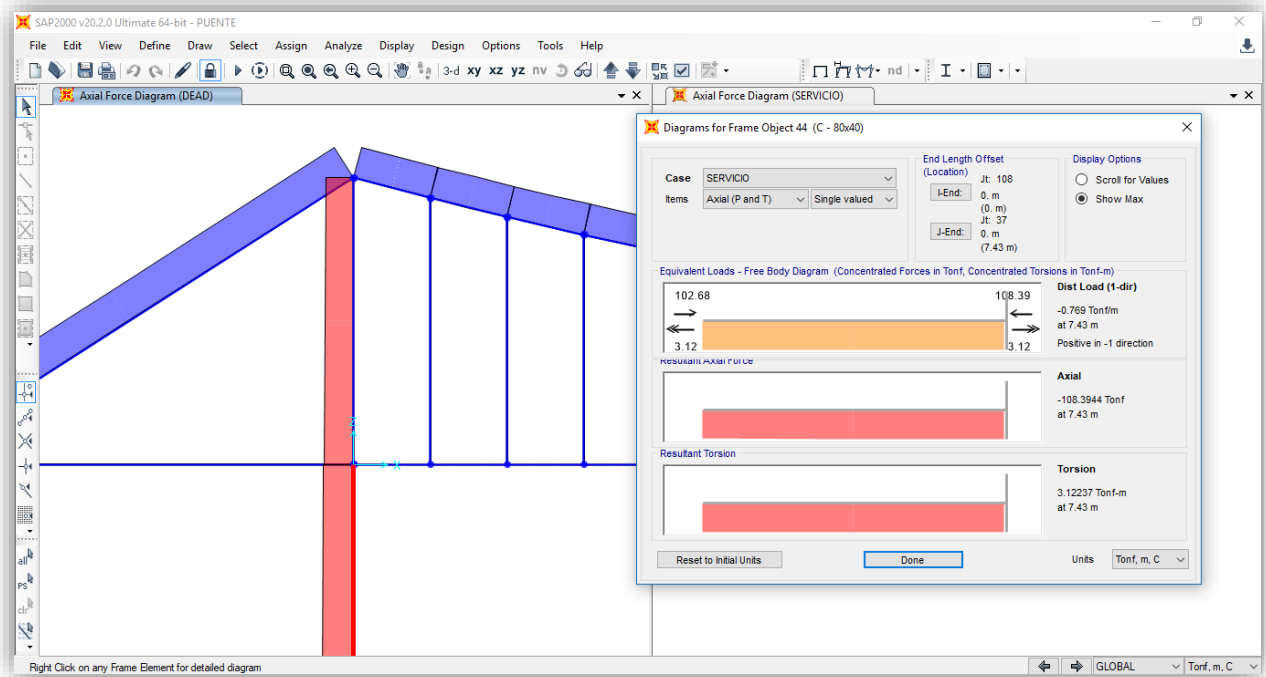 SAP2000 v20.2.0 Ultimate 64-bit - PUENTE
File Edit View Define Draw Select Assign Analyze Display Design Options Tools Help
3-d xy xz yz nv nd
Axial Force Diagram (DEAD)
Axial Force Diagram (SERVICIO)
Diagrams for Frame Object 44 (C - 80x40)
Case SERVICIO
Items Axial (P and T) Single valued
End Length Offset
(Location)
Jt: 108
I-End: 0. m
(0. m)
Jt: 37
J-End: 0. m
(7.43 m)
Display Options
Scroll for Values
Show Max
Equivalent Loads - Free Body Diagram (Concentrated Forces in Tonf, Concentrated Torsions in Tonf-m)
102.68 108.39
3.12 3.12
Dist Load (1-dir)
-0.769 Tonf/m
at 7.43 m
Positive in -1 direction
Resultant Axial Force
Axial
-108.3944 Tonf
at 7.43 m
Resultant Torsion
Torsion
3.12237 Tonf-m
at 7.43 m
Reset to Initial Units Done Units Tonf, m, C
Z
X
all
PS
clr
Right Click on any Frame Element for detailed diagram GLOBAL Tonf, m, C